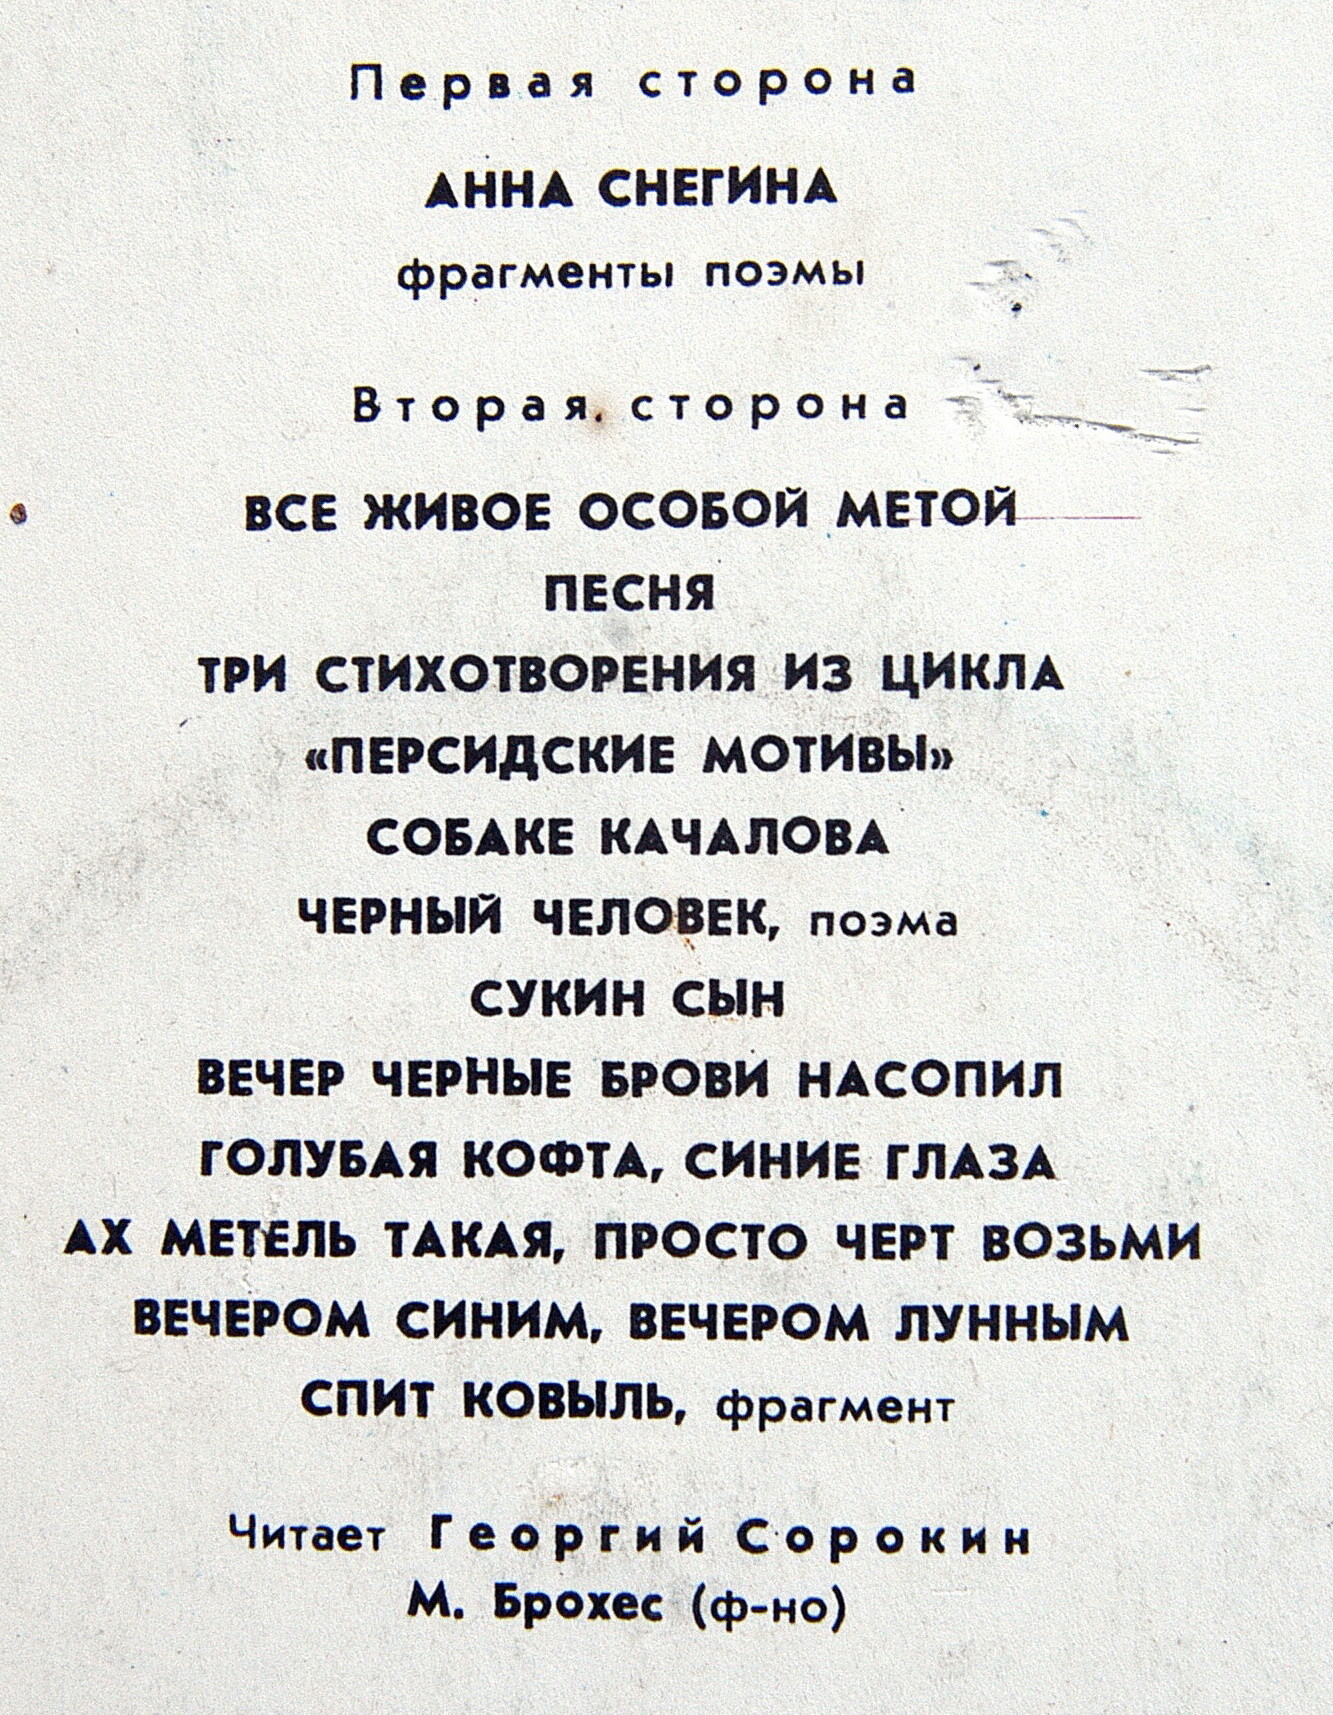 Первая сторона
АННА СНЕГИНА
фрагменты поэмы
Вторая сторона
ВСЕ ЖИВОЕ ОСОБОЙ МЕТОЙ
ПЕСНЯ
ТРИ СТИХОТВОРЕНИЯ ИЗ ЦИКЛА
«ПЕРСИДСКИЕ МОТИВЫ»
СОБАКЕ КАЧАЛОВА
ЧЕРНЫЙ ЧЕЛОВЕК, поэма
СУКИН СЫН
ВЕЧЕР ЧЕРНЫЕ БРОВИ НАСОПИЛ
ГОЛУБАЯ КОФТА, СИНИЕ ГЛАЗА
АХ МЕТЕЛЬ ТАКАЯ, ПРОСТО ЧЕРТ ВОЗЬМИ
ВЕЧЕРОМ СИНИМ, ВЕЧЕРОМ ЛУННЫМ
СПИТ КОВЫЛЬ, фрагмент
Читает Георгий Сорокин
М. Брохес (ф-но)